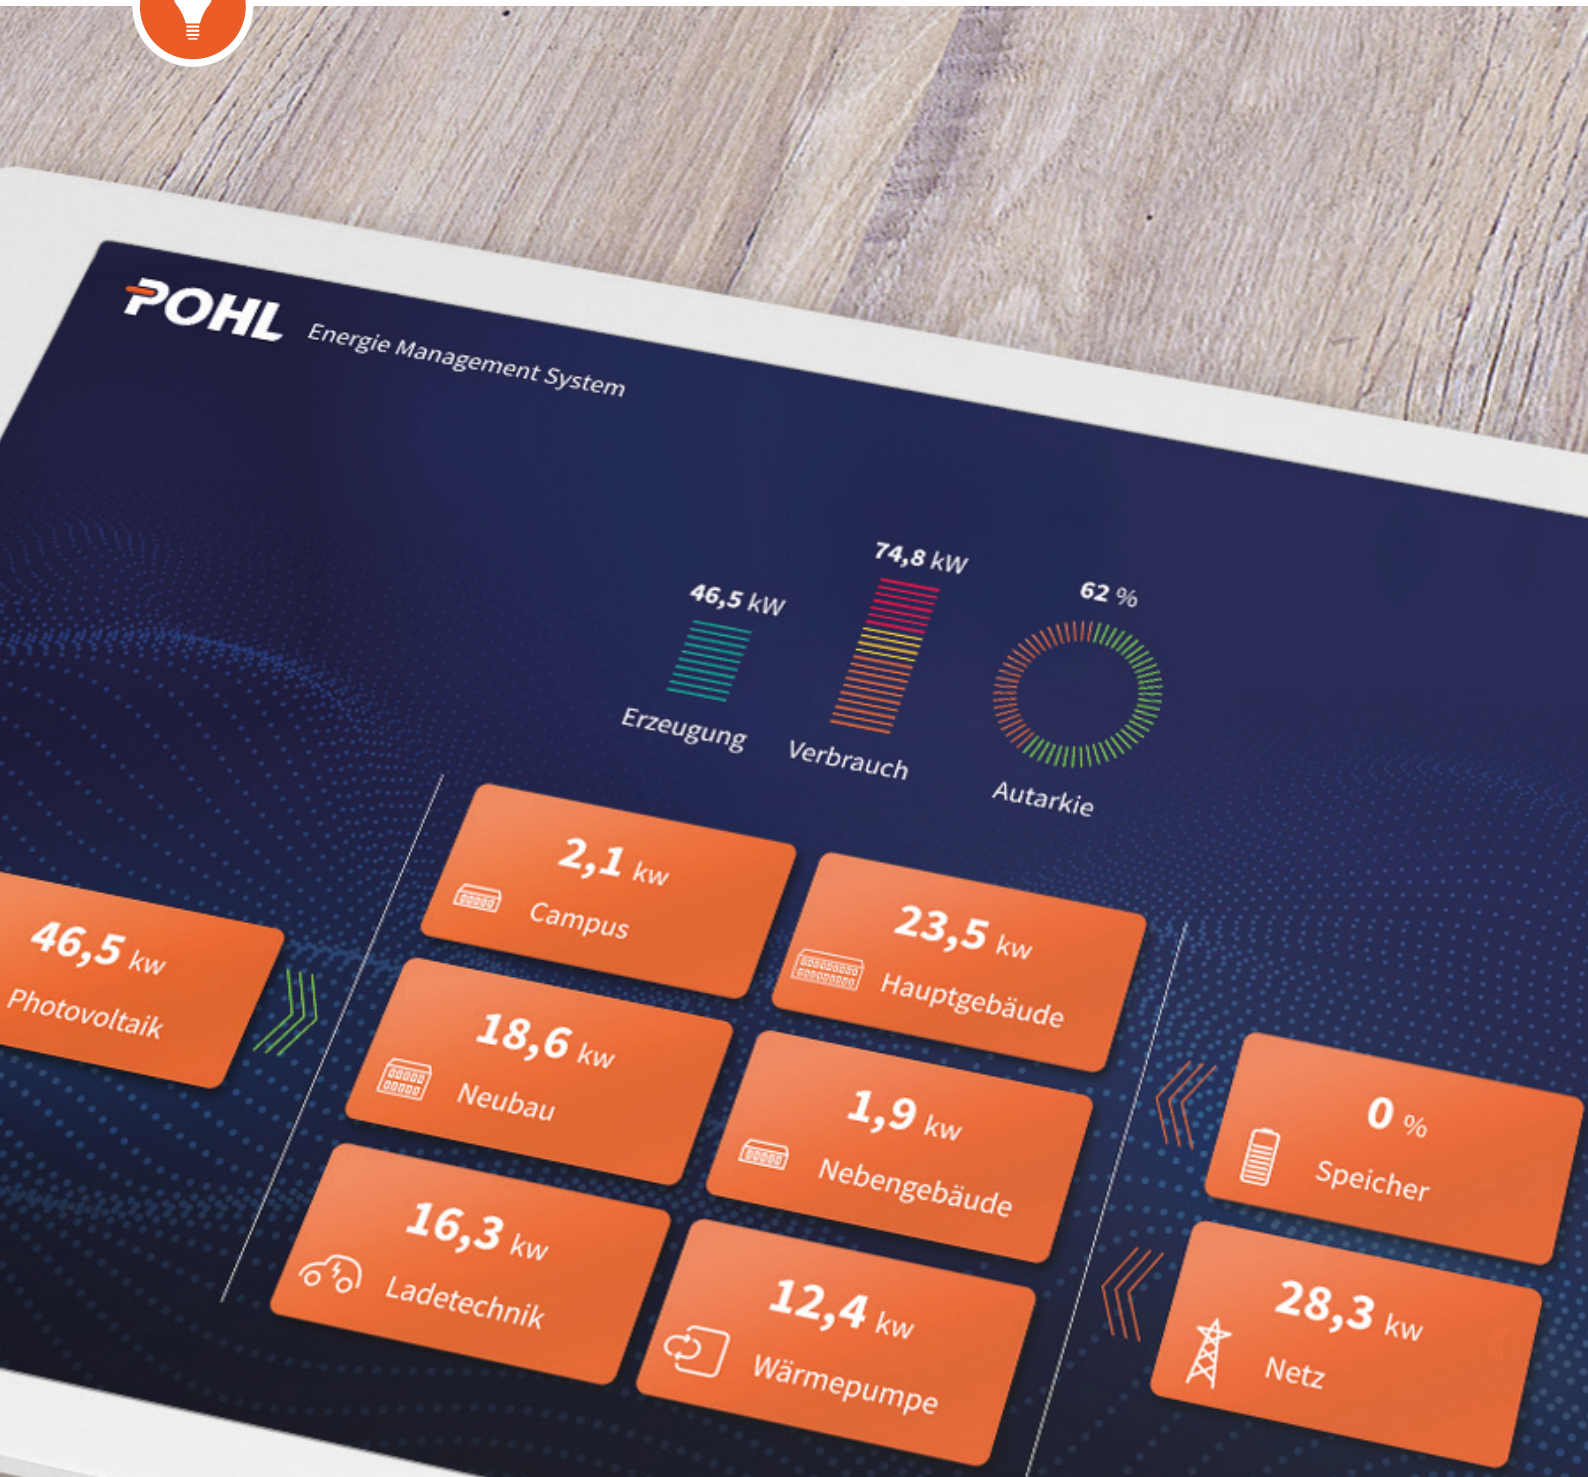 POHL Energie Management System
46,5 kW
Erzeugung
74,8 kW
Verbrauch
62 %
Autarkie
46,5 kw
Photovoltaik
2,1 kw
Campus
23,5 kw
Hauptgebäude
18,6 kw
Neubau
1,9 kw
Nebengebäude
16,3 kw
Ladetechnik
12,4 kw
Wärmepumpe
0 %
Speicher
28,3 kw
Netz